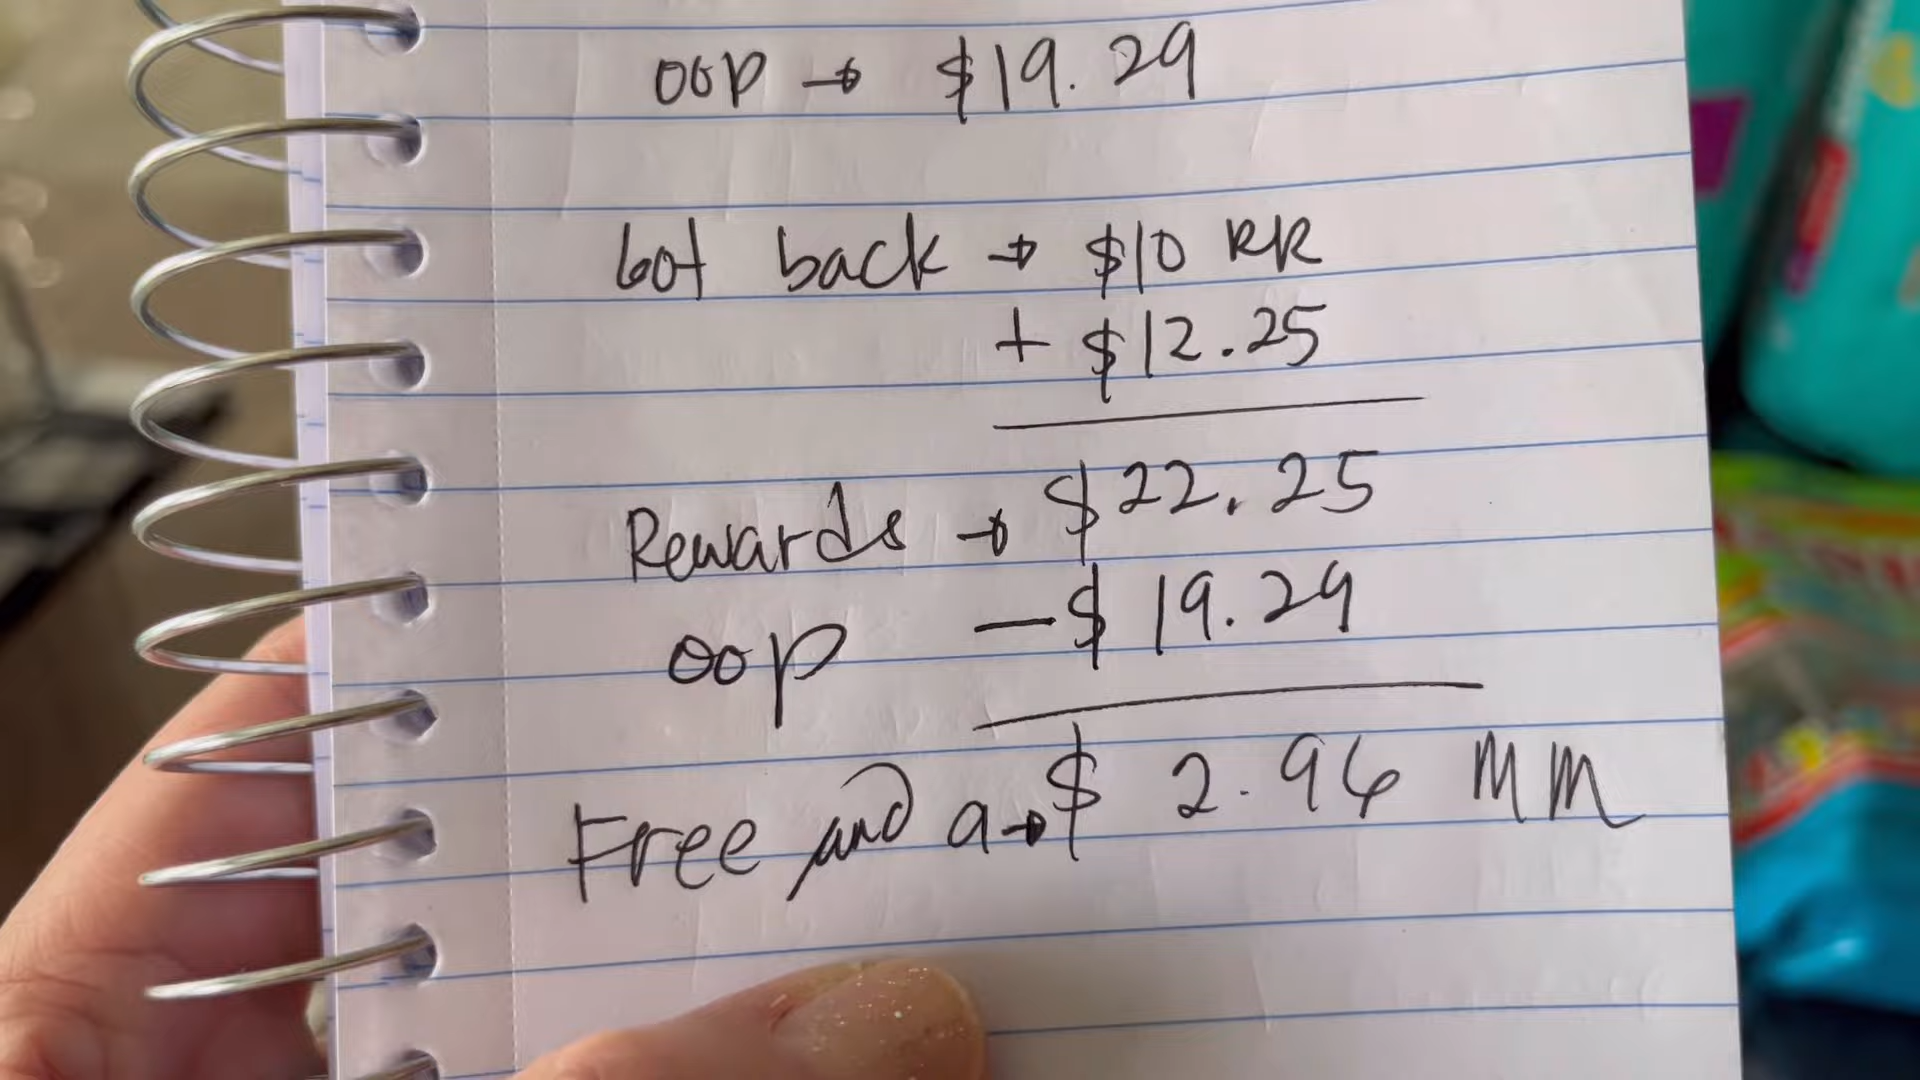 OOP → $19.29
Got back → $10 RR
+ $12.25
Rewards → $22.25
OOP - $19.29
Free and a → $ 2.96 MM